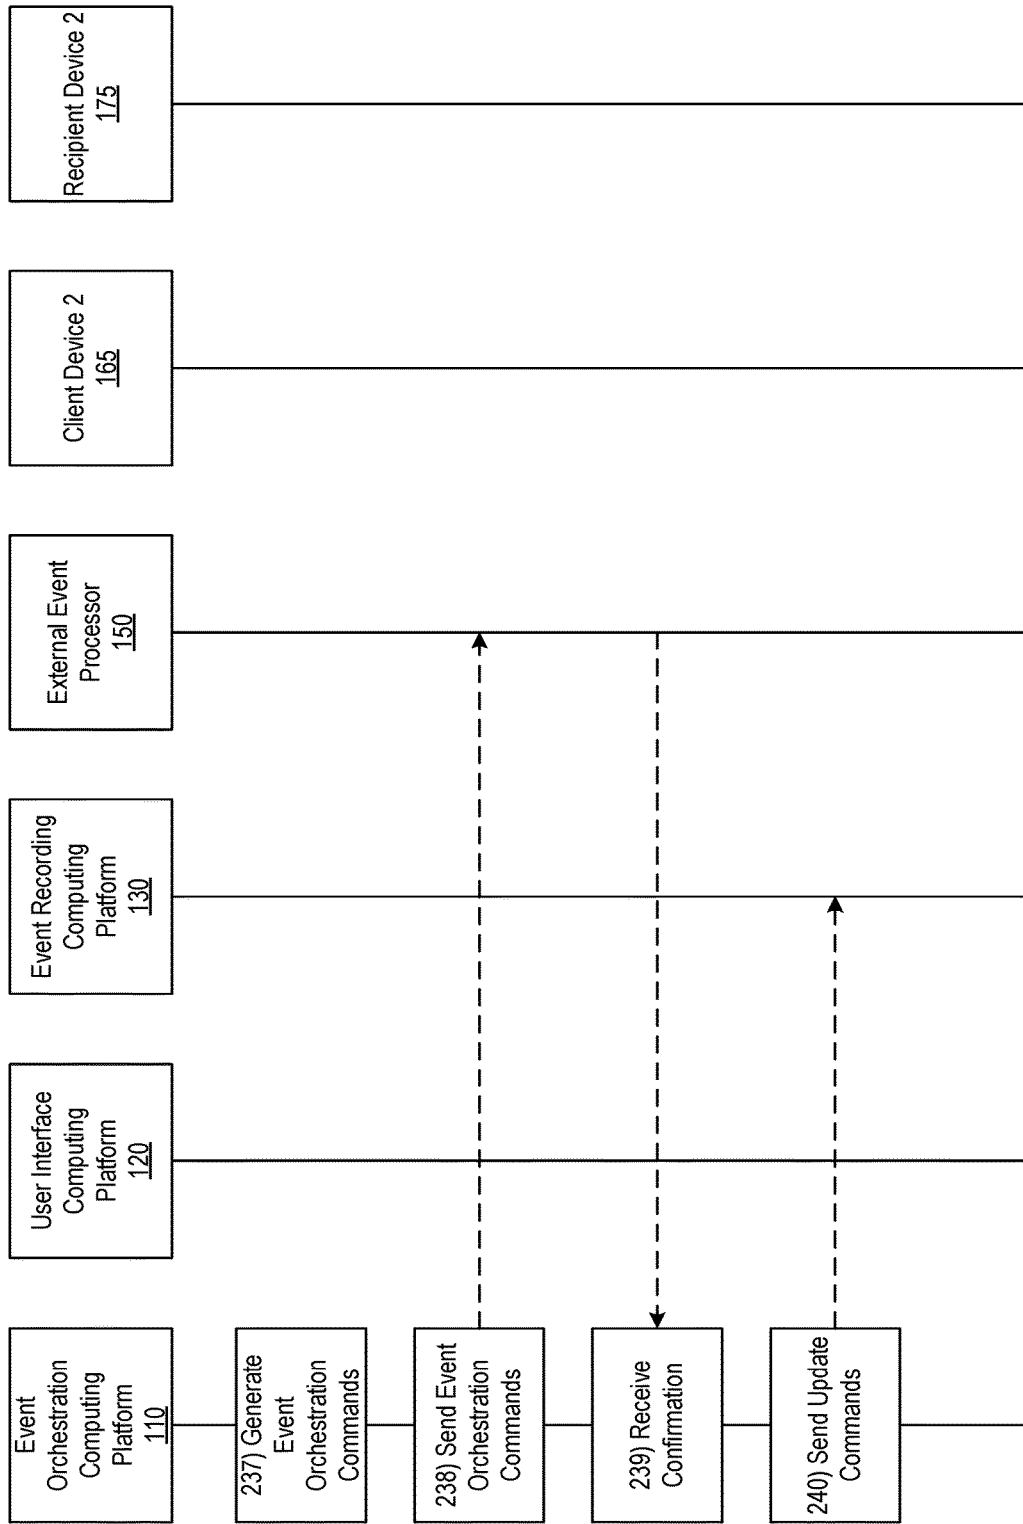 Event
Orchestration
Computing
Platform
110
User Interface
Computing
Platform
120
Event Recording
Computing
Platform
130
External Event
Processor
150
Client Device 2
165
Recipient Device 2
175
237) Generate
Event
Orchestration
Commands
238) Send Event
Orchestration
Commands
239) Receive
Confirmation
240) Send Update
Commands